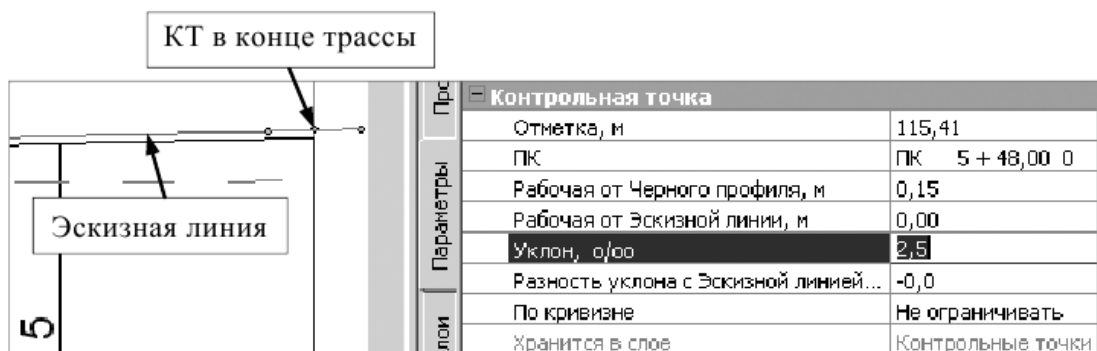 КТ в конце трассы
Эскизная линия
5
Про
Параметры
лои
Контрольная точка
Отметка, м 115,41
ПК ПК 5 + 48,00 0
Рабочая от Черного профиля, м 0,15
Рабочая от Эскизной линии, м 0,00
Уклон, о/оо 2,5
Разность уклона с Эскизной линией... -0,0
По кривизне Не ограничивать
Хранится в слое Контрольные точки